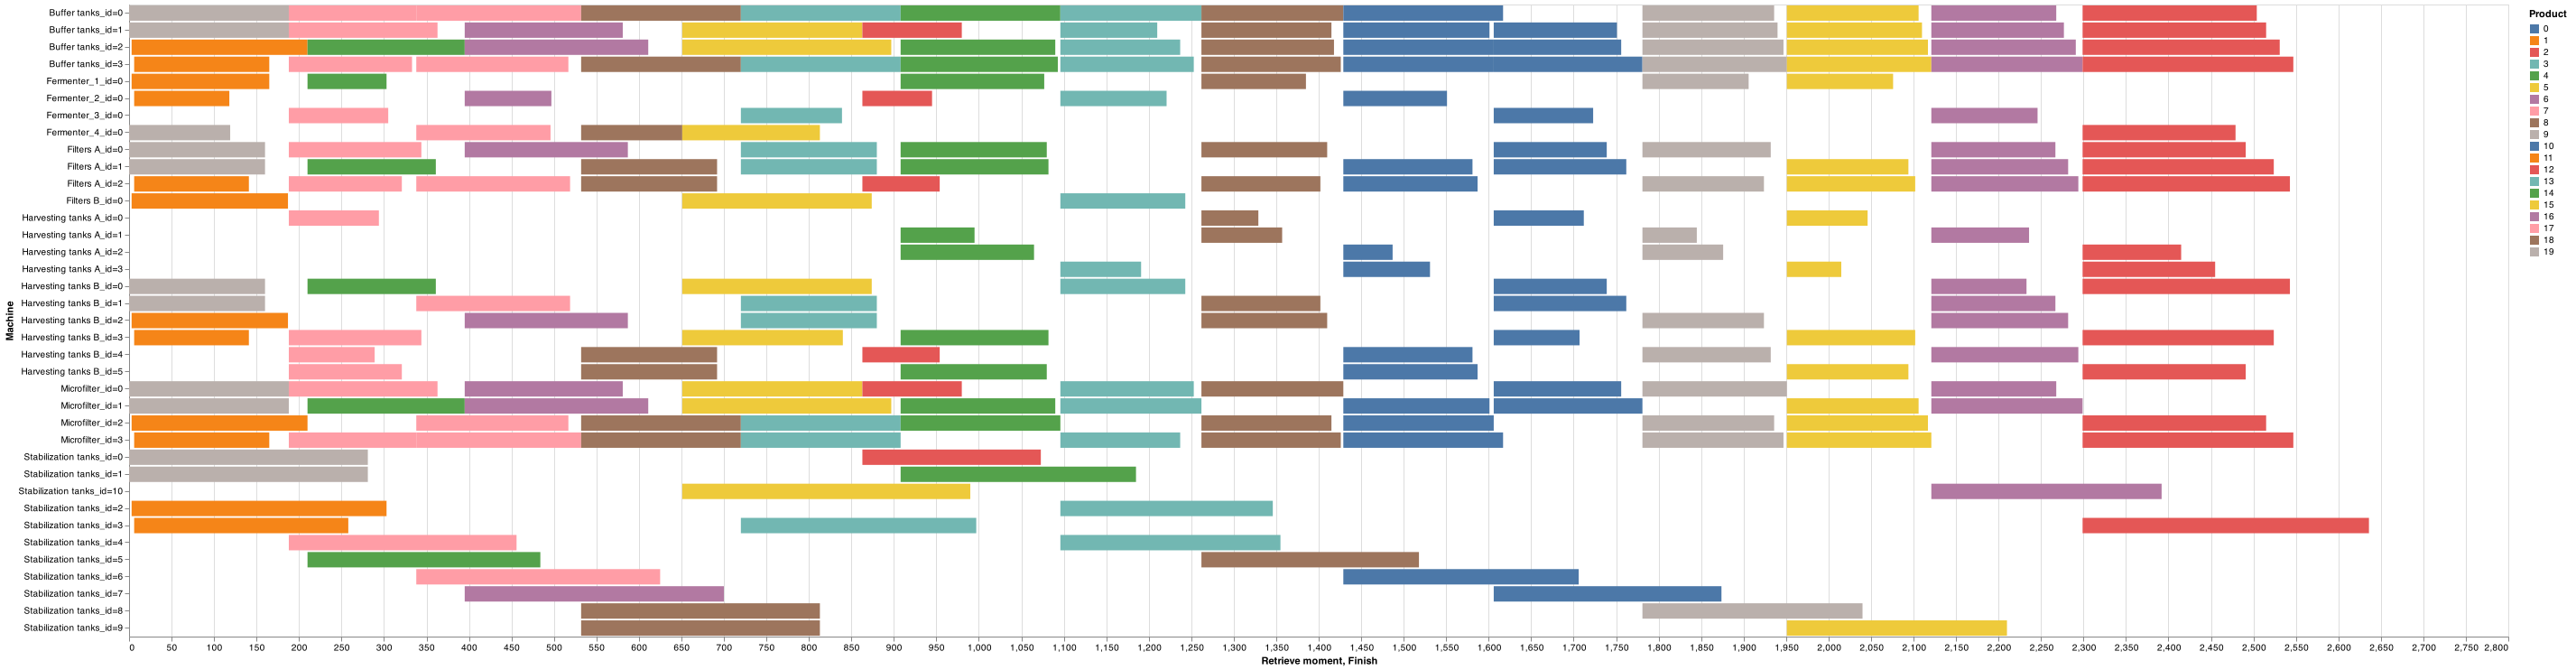 Machine
Buffer tanks_id=0
Buffer tanks_id=1
Buffer tanks_id=2
Buffer tanks_id=3
Fermenter_1_id=0
Fermenter_2_id=0
Fermenter_3_id=0
Fermenter_4_id=0
Filters A_id=0
Filters A_id=1
Filters A_id=2
Filters B_id=0
Harvesting tanks A_id=0
Harvesting tanks A_id=1
Harvesting tanks A_id=2
Harvesting tanks A_id=3
Harvesting tanks B_id=0
Harvesting tanks B_id=1
Harvesting tanks B_id=2
Harvesting tanks B_id=3
Harvesting tanks B_id=4
Harvesting tanks B_id=5
Microfilter_id=0
Microfilter_id=1
Microfilter_id=2
Microfilter_id=3
Stabilization tanks_id=0
Stabilization tanks_id=1
Stabilization tanks_id=10
Stabilization tanks_id=2
Stabilization tanks_id=3
Stabilization tanks_id=4
Stabilization tanks_id=5
Stabilization tanks_id=6
Stabilization tanks_id=7
Stabilization tanks_id=8
Stabilization tanks_id=9
0 50 100 150 200 250 300 350 400 450 500 550 600 650 700 750 800 850 900 950 1,000 1,050 1,100 1,150 1,200 1,250 1,300 1,350 1,400 1,450 1,500 1,550 1,600 1,650 1,700 1,750 1,800 1,850 1,900 1,950 2,000 2,050 2,100 2,150 2,200 2,250 2,300 2,350 2,400 2,450 2,500 2,550 2,600 2,650 2,700 2,750 2,800
Retrieve moment, Finish
Product
0
1
2
3
4
5
6
7
8
9
10
11
12
13
14
15
16
17
18
19